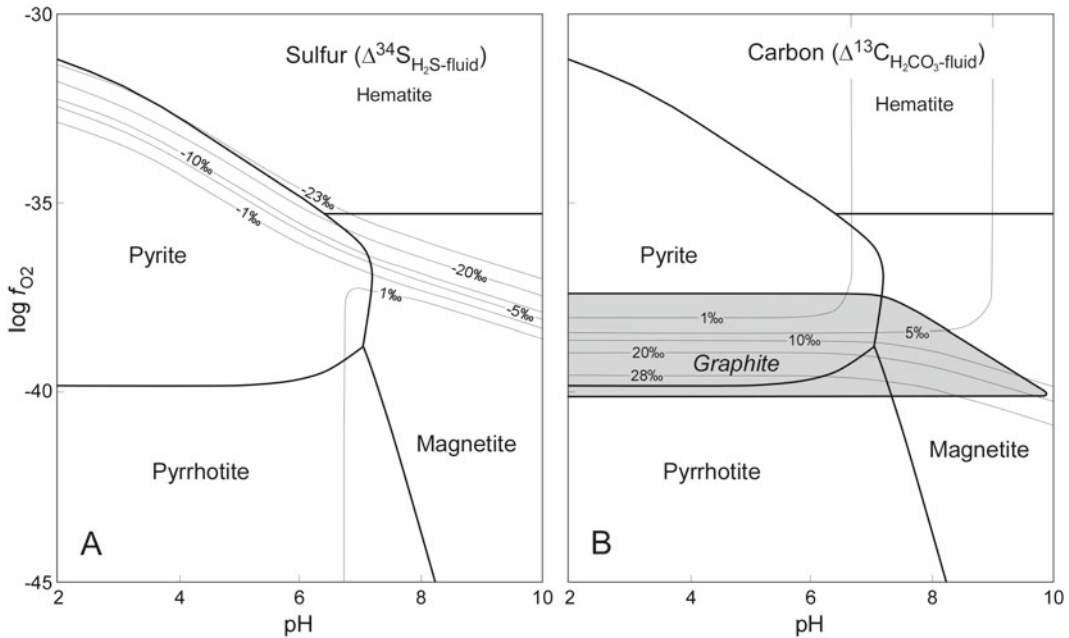 -30
-35
-40
-45
log fO2
Sulfur (Δ34SH2S-fluid)
Hematite
-23‰
-10‰
-1‰
-20‰
Pyrite
1‰
-5‰
Magnetite
Pyrrhotite
A
2 4 6 8 10
pH
Carbon (Δ13CH2CO3-fluid)
Hematite
Pyrite
1‰
5‰
10‰
20‰
Graphite
28‰
Magnetite
Pyrrhotite
B
2 4 6 8 10
pH